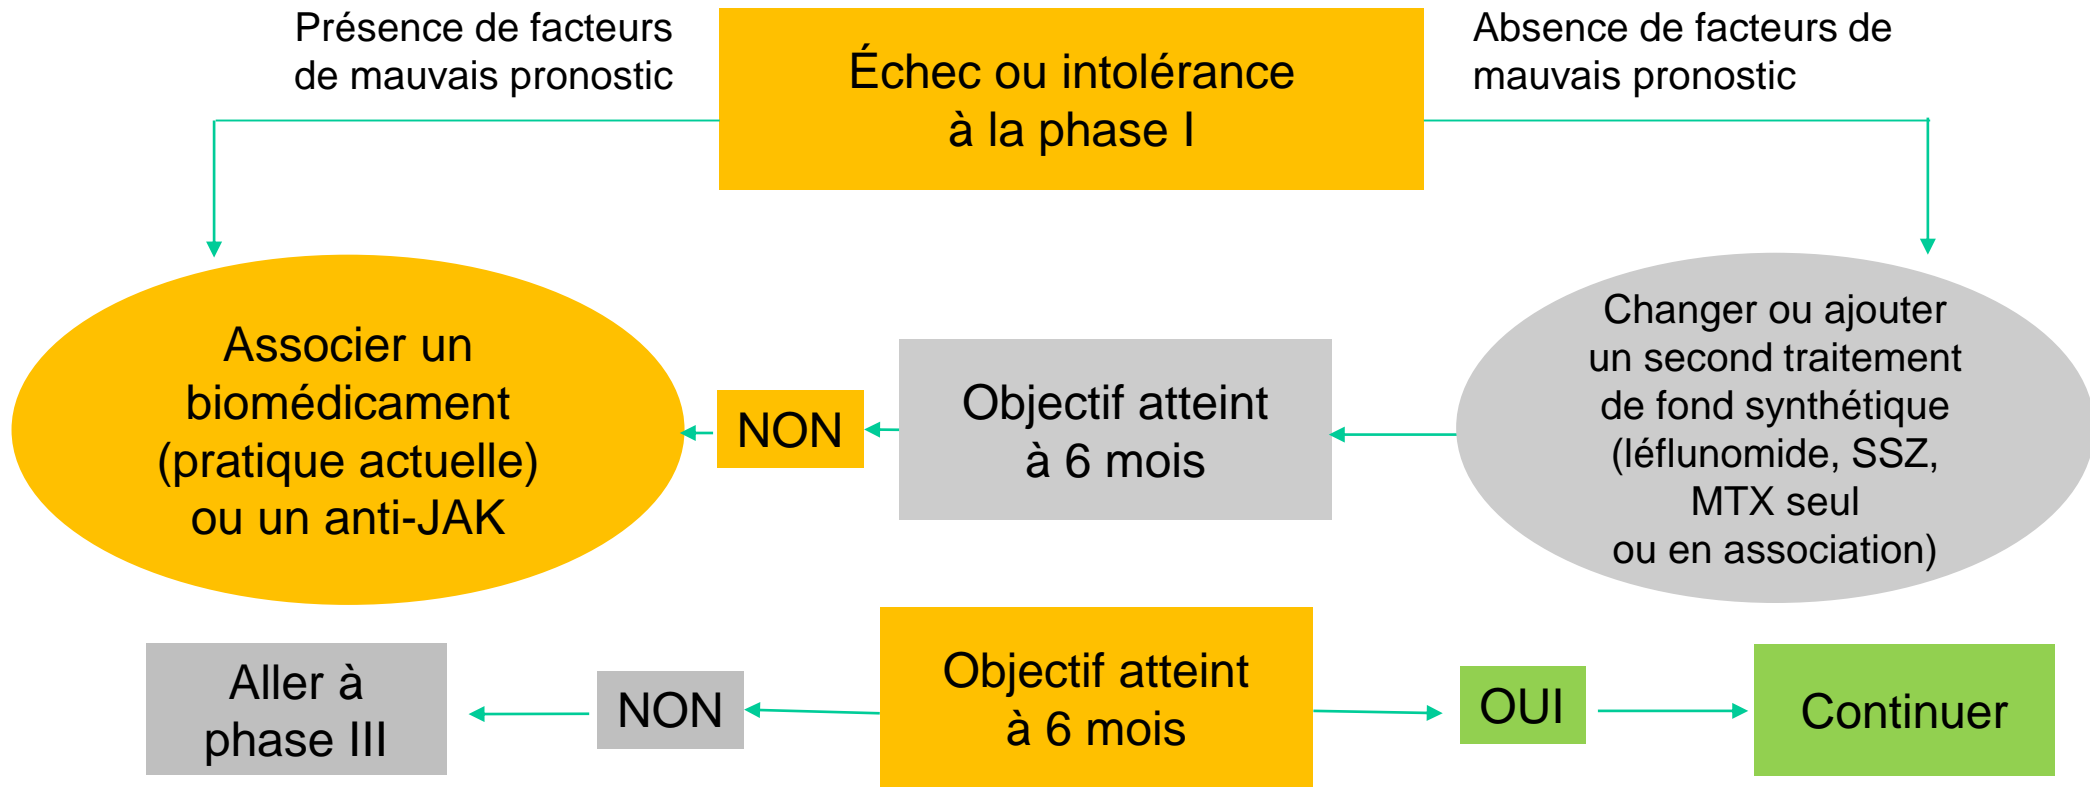 Présence de facteurs
de mauvais pronostic
Échec ou intolérance
à la phase I
Absence de facteurs de
mauvais pronostic
Associer un
biomédicament
(pratique actuelle)
ou un anti-JAK
NON
Objectif atteint
à 6 mois
Changer ou ajouter
un second traitement
de fond synthétique
(léflunomide, SSZ,
MTX seul
ou en association)
Aller à
phase III
NON
Objectif atteint
à 6 mois
OUI
Continuer